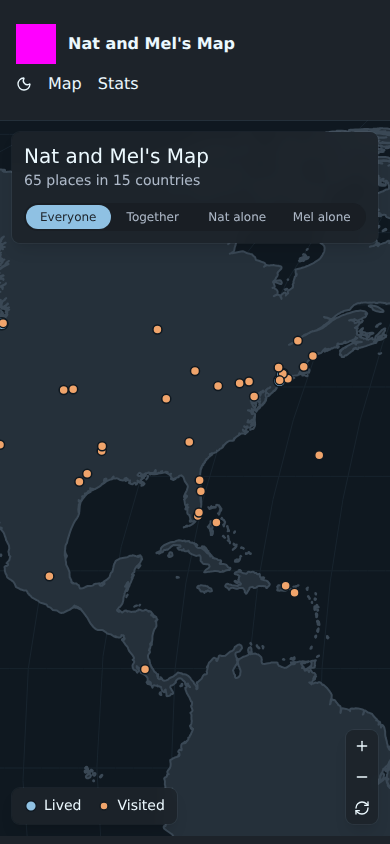 Nat and Mel's Map
Map Stats
Nat and Mel's Map
65 places in 15 countries
Everyone Together Nat alone Mel alone
+
−
Lived Visited